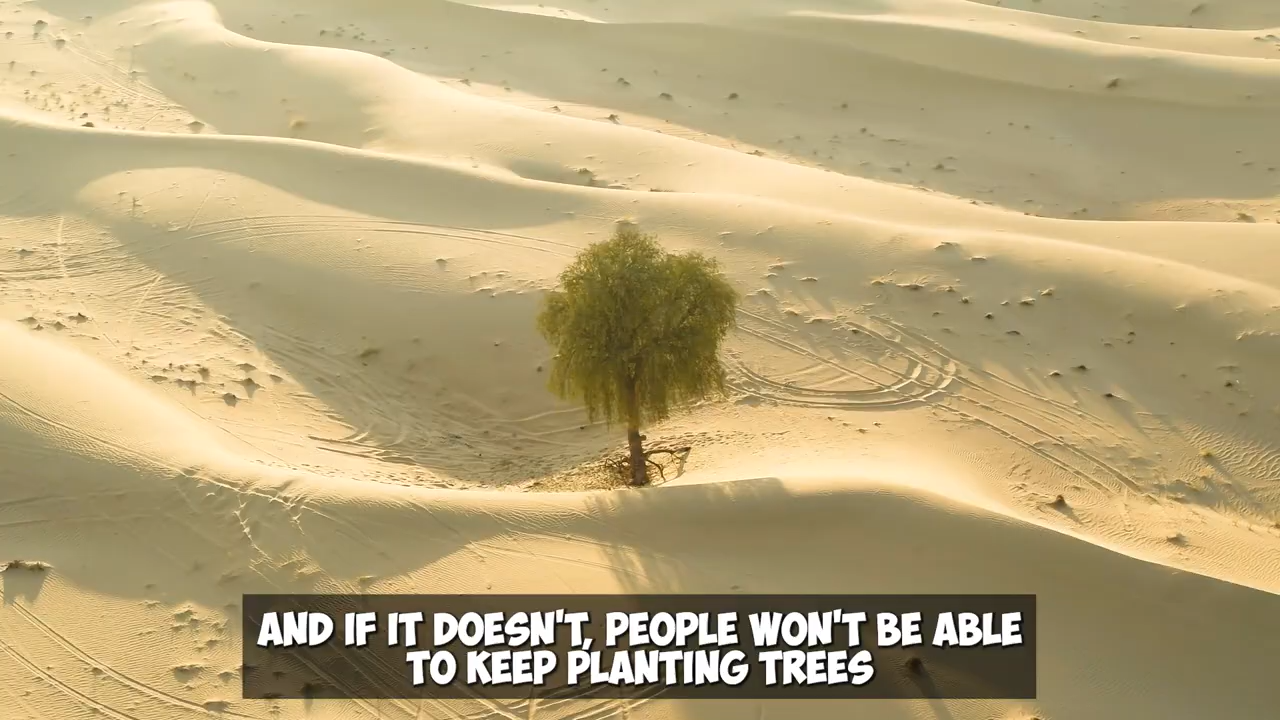 AND IF IT DOESN'T, PEOPLE WON'T BE ABLE
TO KEEP PLANTING TREES